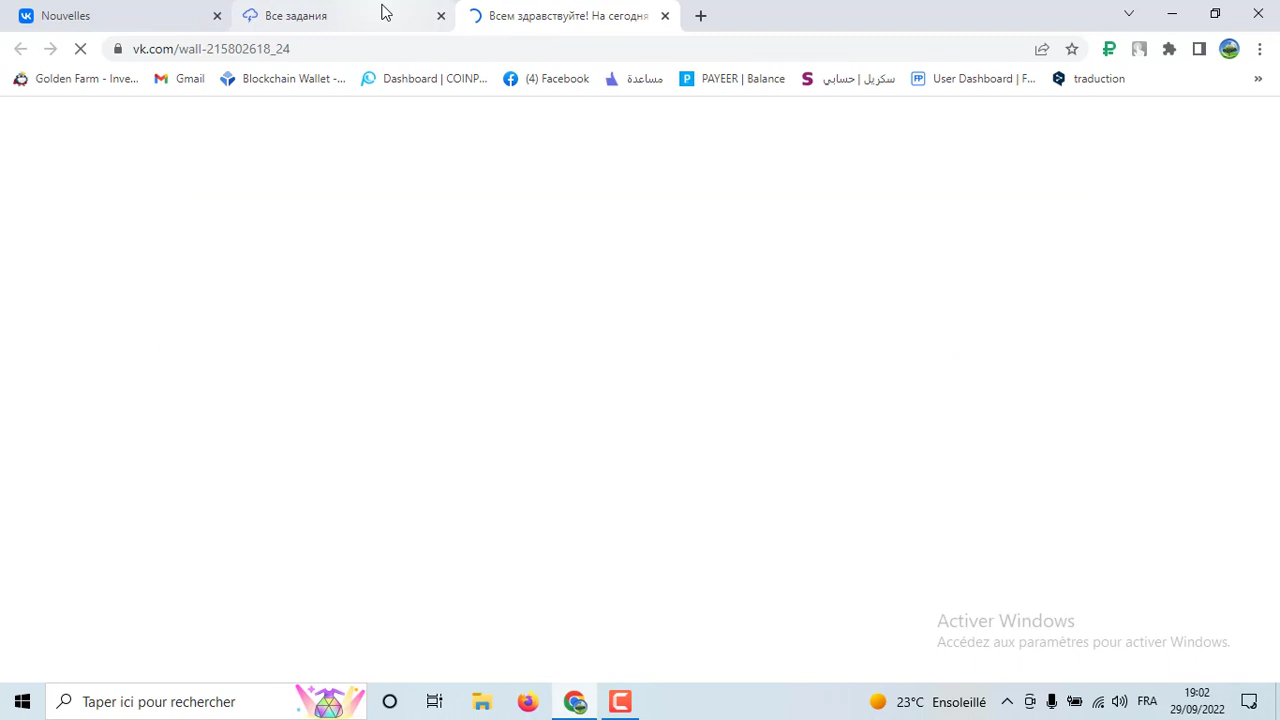 Nouvelles
Все задания
Всем здравствуйте! На сегодня
vk.com/wall-215802618_24
Golden Farm - Inve...
Gmail
Blockchain Wallet -...
Dashboard | COINP...
(4) Facebook
مساعدة
PAYEER | Balance
سكريل | حسابي
User Dashboard | F...
traduction
»
Activer Windows
Accédez aux paramètres pour activer Windows.
Taper ici pour rechercher
23°C Ensoleillé
FRA
19:02
29/09/2022